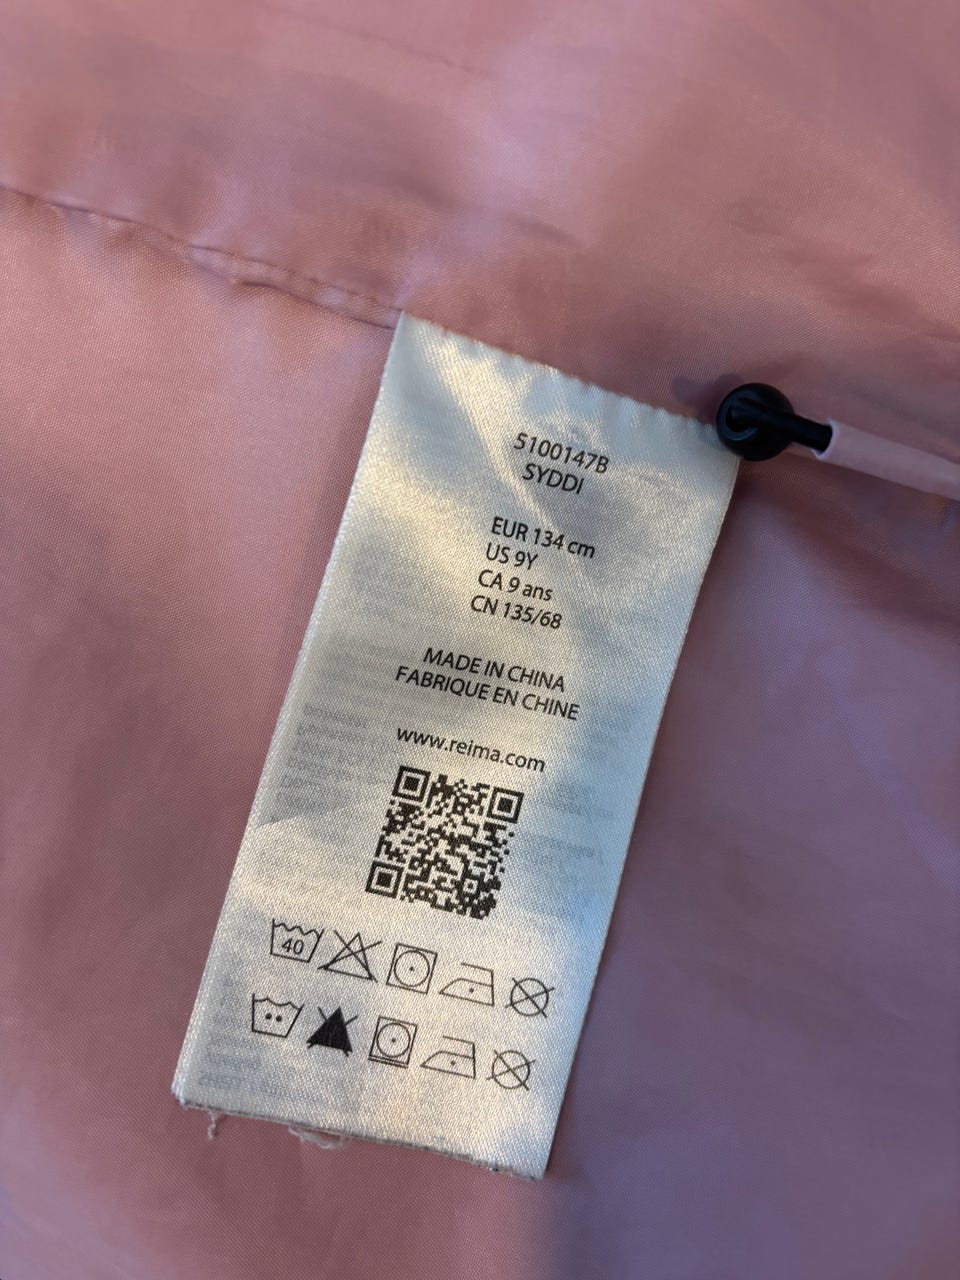 5100147B
SYDDI
EUR 134 cm
US 9Y
CA 9 ans
CN 135/68
MADE IN CHINA
FABRIQUE EN CHINE
www.reima.com
40